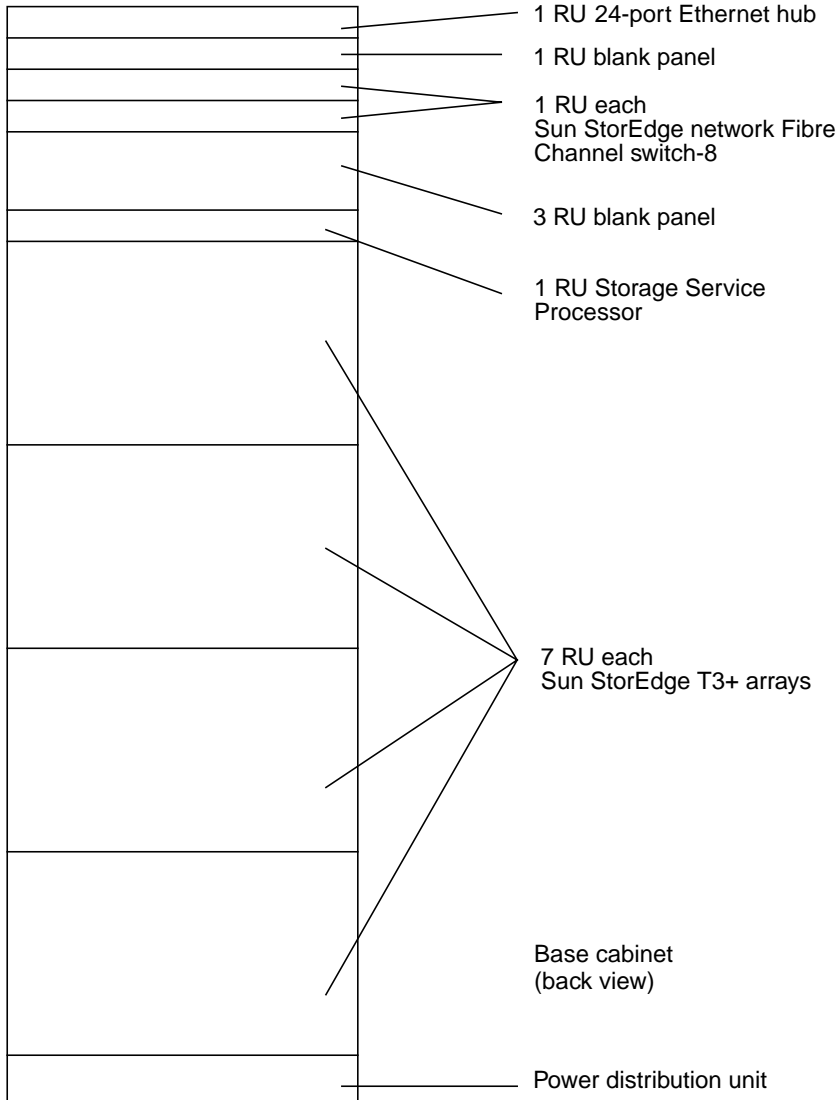 1 RU 24-port Ethernet hub
1 RU blank panel
1 RU each
Sun StorEdge network Fibre
Channel switch-8
3 RU blank panel
1 RU Storage Service
Processor
7 RU each
Sun StorEdge T3+ arrays
Base cabinet
(back view)
Power distribution unit